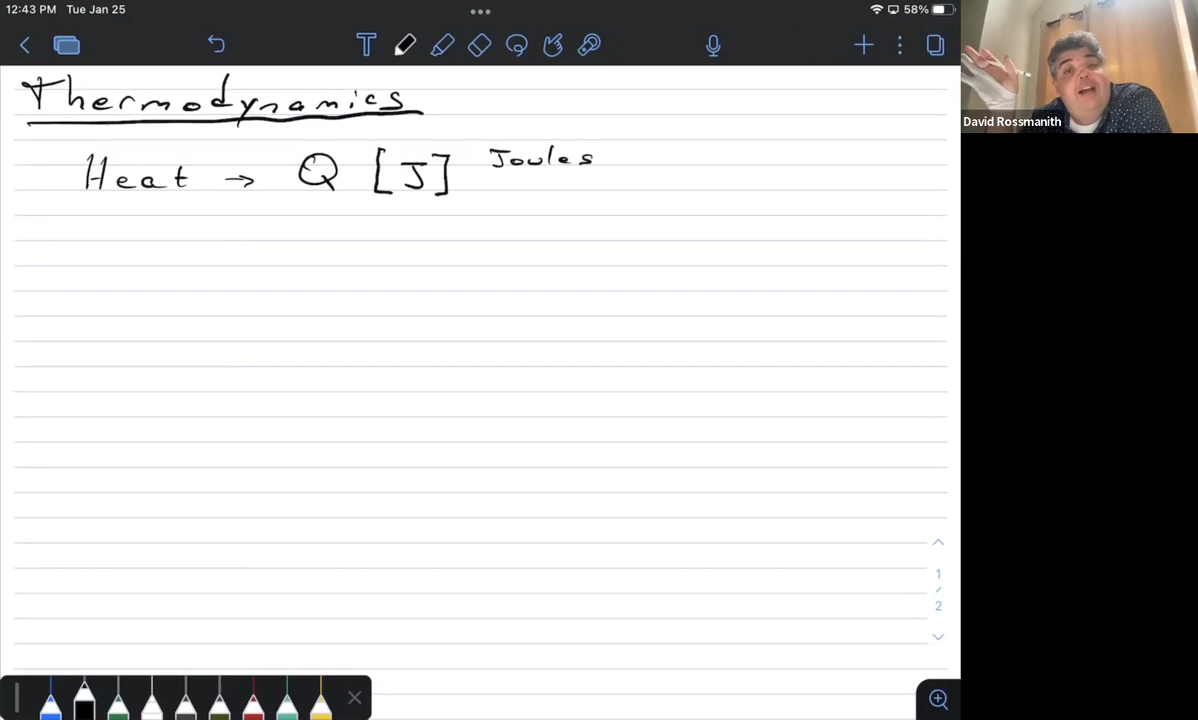 12:43 PM Tue Jan 25
58%
David Rossmanith
Thermodynamics
Heat → Q [J] Joules
1
/
2